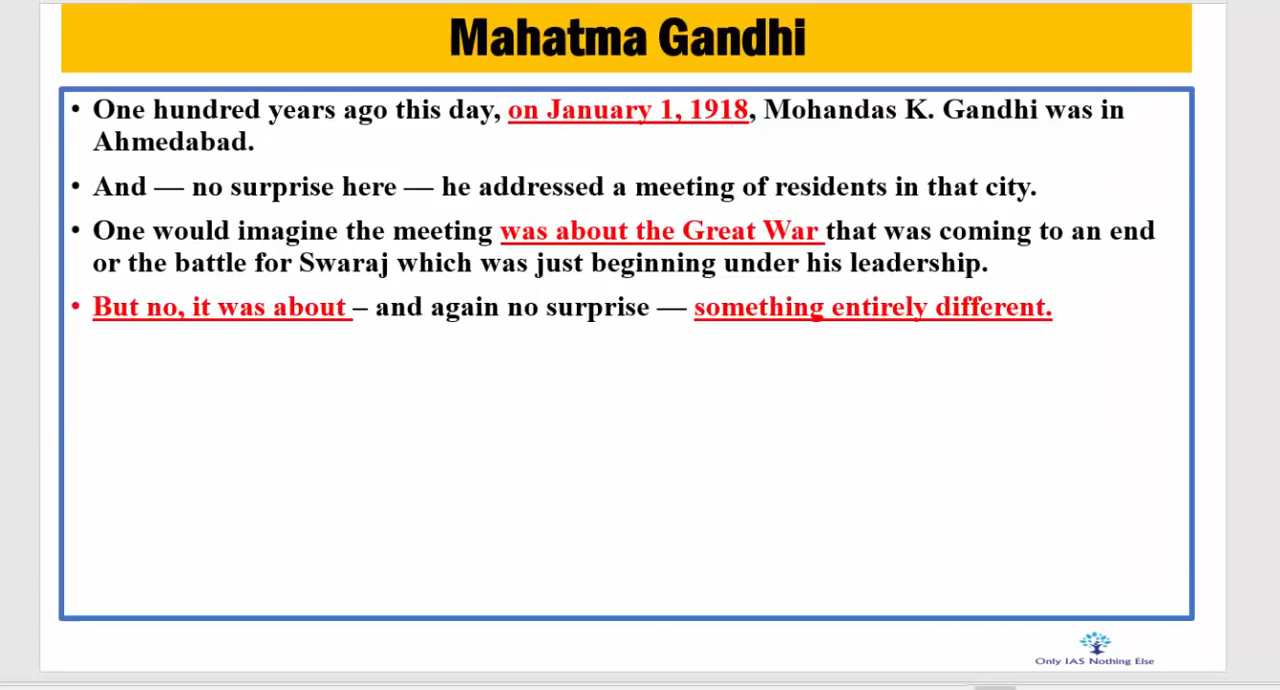 Mahatma Gandhi
• One hundred years ago this day, on January 1, 1918, Mohandas K. Gandhi was in
Ahmedabad.
• And — no surprise here — he addressed a meeting of residents in that city.
• One would imagine the meeting was about the Great War that was coming to an end
or the battle for Swaraj which was just beginning under his leadership.
• But no, it was about – and again no surprise — something entirely different.
Only IAS Nothing Else